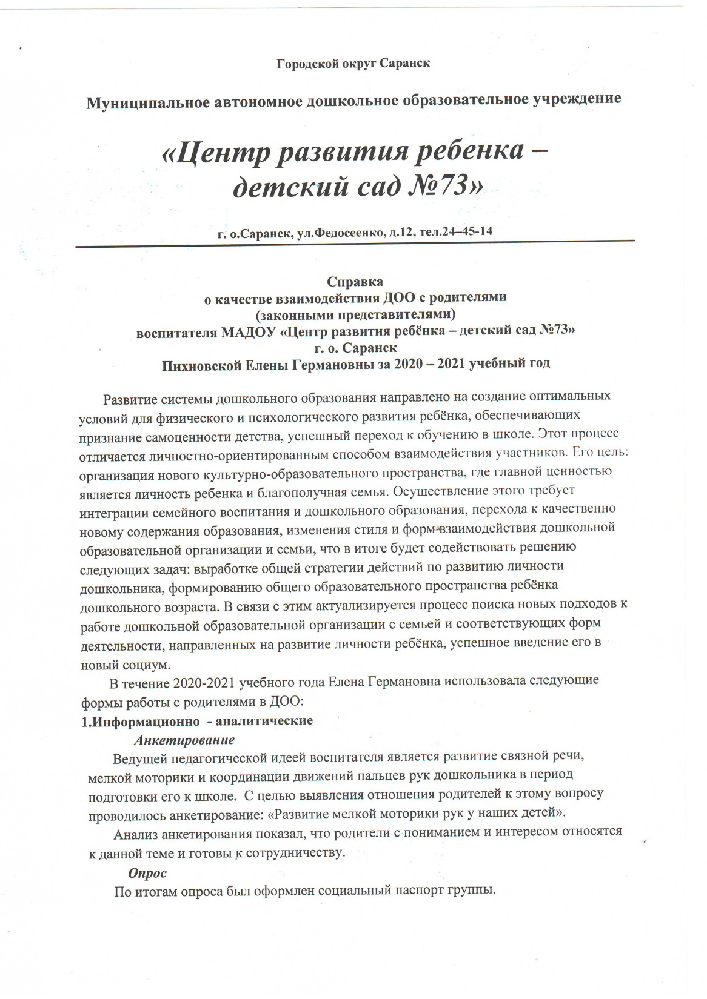 Городской округ Саранск
Муниципальное автономное дошкольное образовательное учреждение
«Центр развития ребенка –
детский сад №73»
г. о.Саранск, ул.Федосеенко, д.12, тел.24–45-14
Справка
о качестве взаимодействия ДОО с родителями
(законными представителями)
воспитателя МАДОУ «Центр развития ребёнка – детский сад №73»
г. о. Саранск
Пихновской Елены Германовны за 2020 – 2021 учебный год
Развитие системы дошкольного образования направлено на создание оптимальных
условий для физического и психологического развития ребёнка, обеспечивающих
признание самоценности детства, успешный переход к обучению в школе. Этот процесс
отличается личностно-ориентированным способом взаимодействия участников. Его цель:
организация нового культурно-образовательного пространства, где главной ценностью
является личность ребенка и благополучная семья. Осуществление этого требует
интеграции семейного воспитания и дошкольного образования, перехода к качественно
новому содержания образования, изменения стиля и форм взаимодействия дошкольной
образовательной организации и семьи, что в итоге будет содействовать решению
следующих задач: выработке общей стратегии действий по развитию личности
дошкольника, формированию общего образовательного пространства ребёнка
дошкольного возраста. В связи с этим актуализируется процесс поиска новых подходов к
работе дошкольной образовательной организации с семьей и соответствующих форм
деятельности, направленных на развитие личности ребёнка, успешное введение его в
новый социум.
В течение 2020-2021 учебного года Елена Германовна использовала следующие
формы работы с родителями в ДОО:
1.Информационно - аналитические
Анкетирование
Ведущей педагогической идеей воспитателя является развитие связной речи,
мелкой моторики и координации движений пальцев рук дошкольника в период
подготовки его к школе. С целью выявления отношения родителей к этому вопросу
проводилось анкетирование: «Развитие мелкой моторики рук у наших детей».
Анализ анкетирования показал, что родители с пониманием и интересом относятся
к данной теме и готовы к сотрудничеству.
Опрос
По итогам опроса был оформлен социальный паспорт группы.